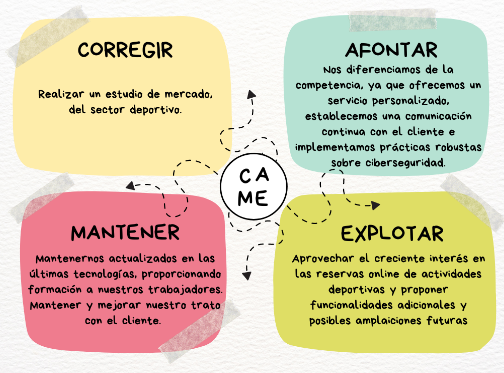 CORREGIR
Realizar un estudio de mercado,
del sector deportivo.
AFONTAR
Nos diferenciamos de la
competencia, ya que ofrecemos un
servicio personalizado,
establecemos una comunicación
continua con el cliente e
implementamos prácticas robustas
sobre ciberseguridad.
CA
ME
MANTENER
Mantenernos actualizados en las
últimas tecnologías, proporcionando
formación a nuestros trabajadores.
Mantener y mejorar nuestro trato
con el cliente.
EXPLOTAR
Aprovechar el creciente interés en
las reservas online de actividades
deportivas y proponer
funcionalidades adicionales y
posibles amplaiciones futuras